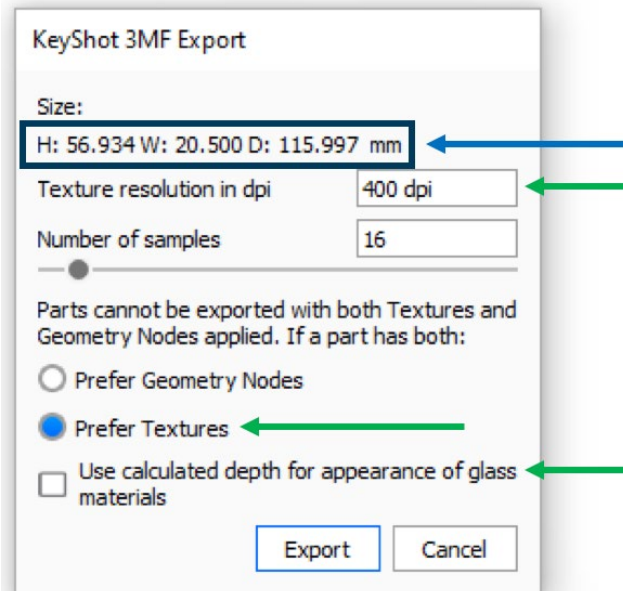 KeyShot 3MF Export
Size:
H: 56.934 W: 20.500 D: 115.997 mm
Texture resolution in dpi 400 dpi
Number of samples 16
Parts cannot be exported with both Textures and
Geometry Nodes applied. If a part has both:
Prefer Geometry Nodes
Prefer Textures
Use calculated depth for appearance of glass
materials
Export Cancel